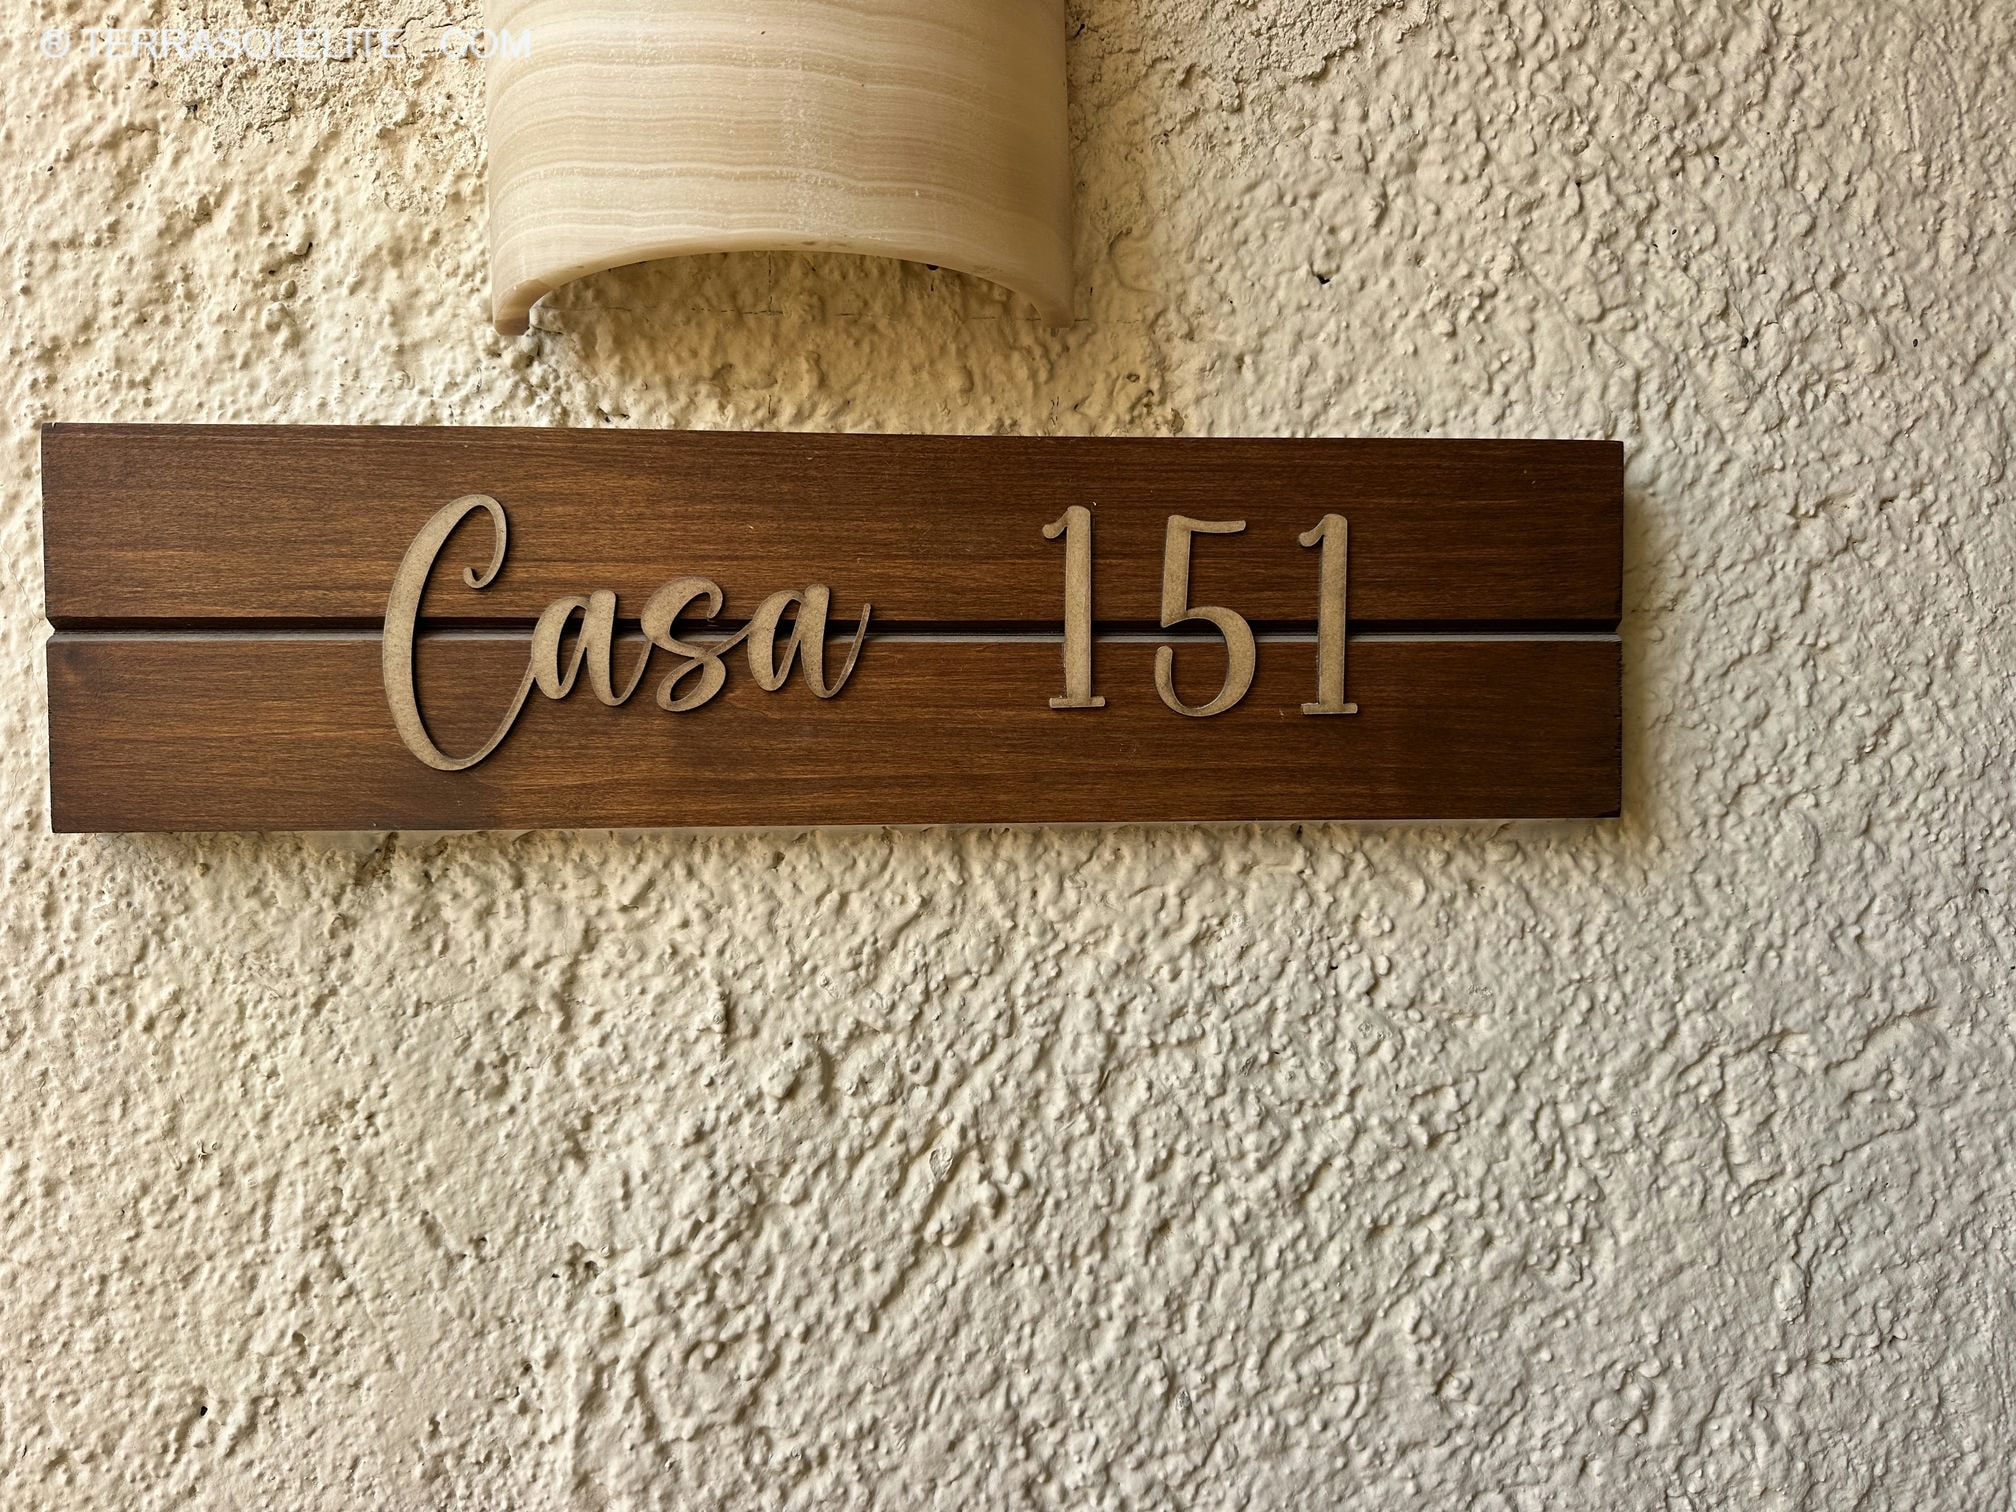 ® TERRASOLELITE . COM
Casa 151